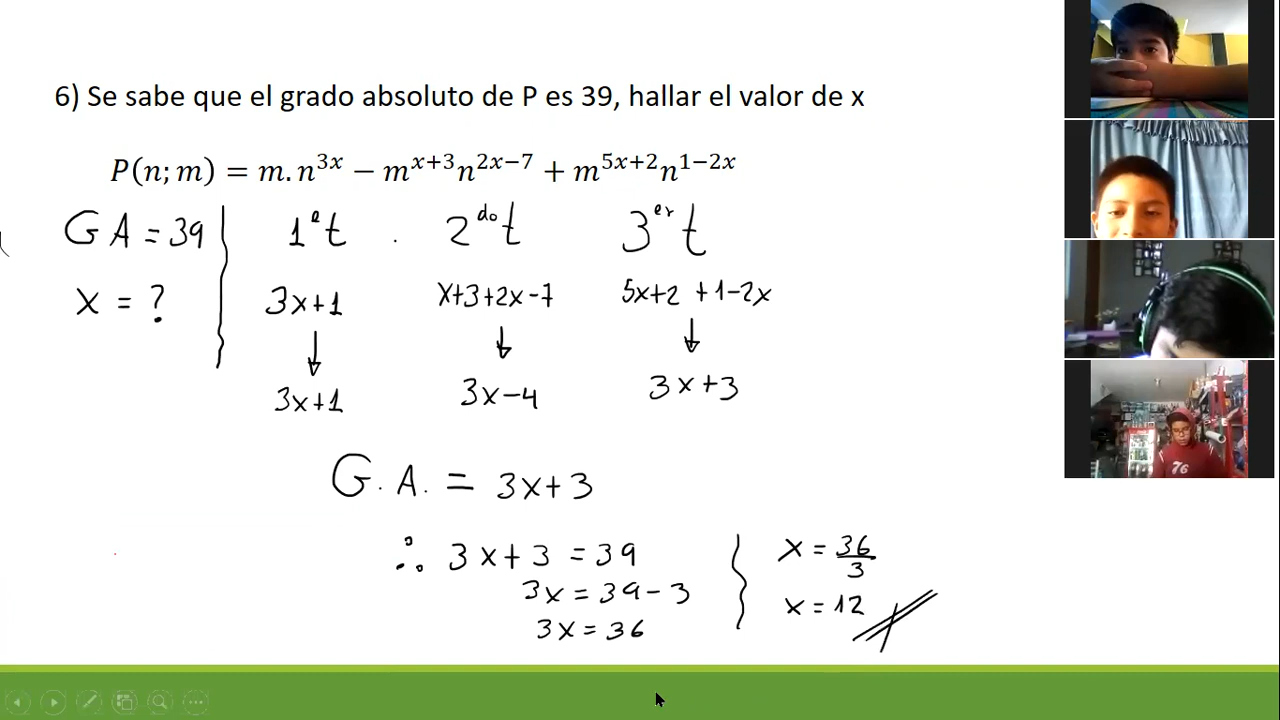 6) Se sabe que el grado absoluto de P es 39, hallar el valor de x
P(n;m) = m.n^{3x} − m^{x+3}n^{2x−7} + m^{5x+2}n^{1−2x}
GA = 39
x = ?
1^{e}t
2^{do}t
3^{er}t
3x+1
x+3+2x-7
5x+2 +1-2x
3x+1
3x-4
3x+3
G.A. = 3x+3
∴ 3x+3 = 39
3x = 39-3
3x = 36
x = 36/3
x = 12
76